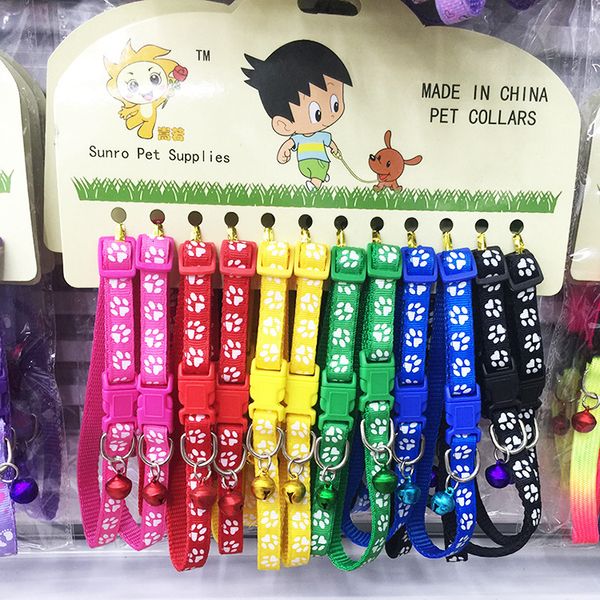 TM
MADE IN CHINA
PET COLLARS
Sunro Pet Supplies